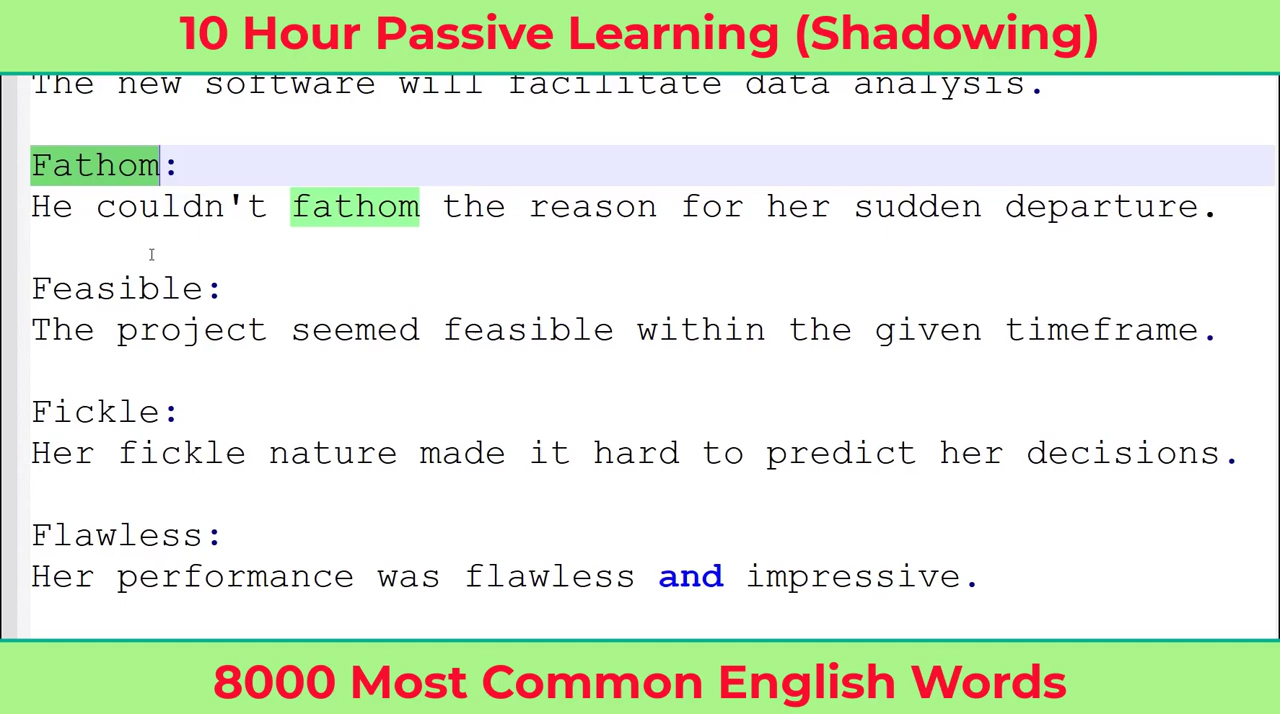 10 Hour Passive Learning (Shadowing)
The new software will facilitate data analysis.
Fathom:
He couldn't fathom the reason for her sudden departure.
Feasible:
The project seemed feasible within the given timeframe.
Fickle:
Her fickle nature made it hard to predict her decisions.
Flawless:
Her performance was flawless and impressive.
8000 Most Common English Words